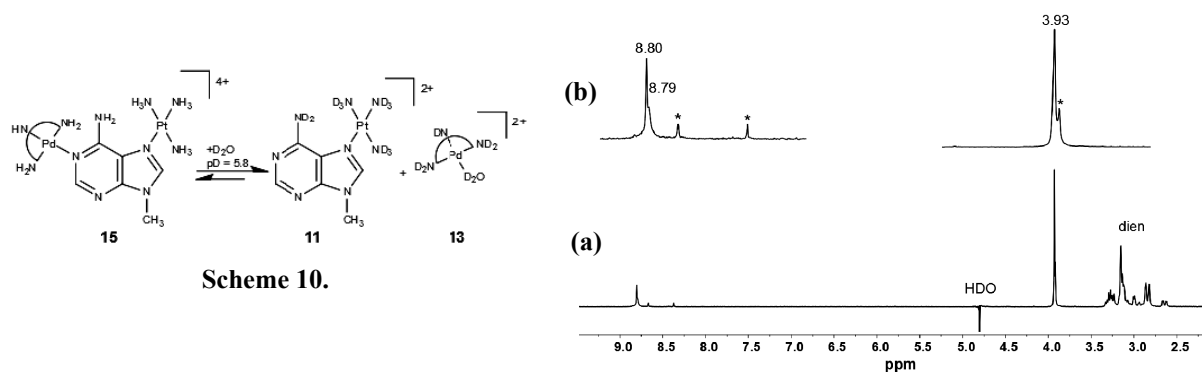 4+
H₃N
NH₃
Pt
NH₃
NH₂
HN
NH₂
Pd
H₂N
N
N
N
N
CH₃
15
+D₂O
pD = 5.8
2+
D₃N
ND₃
Pt
ND₃
ND₂
N
N
N
N
CH₃
11
+
2+
DN
ND₂
Pd
D₂N
D₂O
13
Scheme 10.
(b)
8.80
8.79
*
*
3.93
*
(a)
HDO
dien
9.0 8.5 8.0 7.5 7.0 6.5 6.0 5.5 5.0 4.5 4.0 3.5 3.0 2.5
ppm